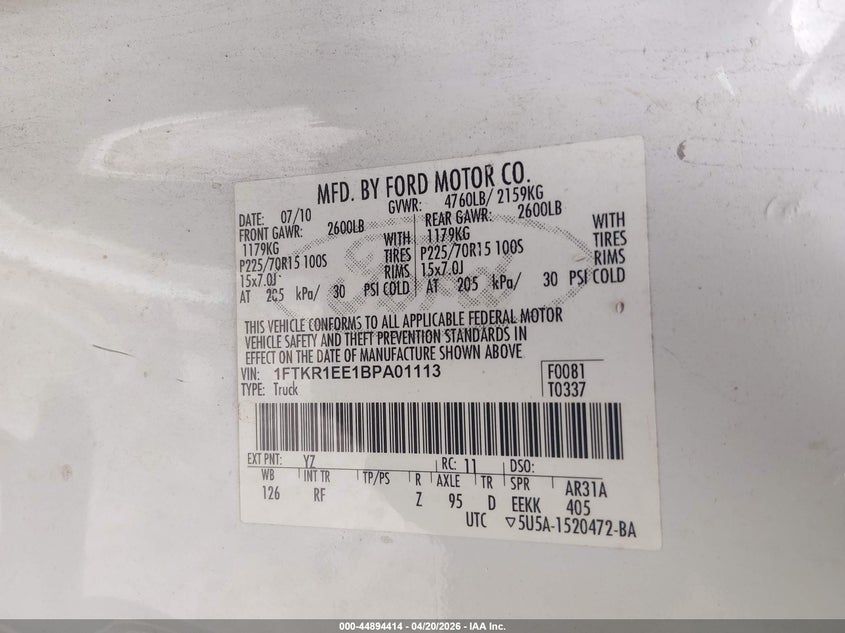 MFD. BY FORD MOTOR CO.
DATE: 07/10 GVWR: 4760LB/ 2159KG
FRONT GAWR: 2600LB REAR GAWR: 2600LB
1179KG WITH 1179KG WITH
P225/70R15 100S TIRES P225/70R15 100S TIRES
15x7.0J RIMS 15x7.0J RIMS
AT 205 kPa/ 30 PSI COLD AT 205 kPa/ 30 PSI COLD
THIS VEHICLE CONFORMS TO ALL APPLICABLE FEDERAL MOTOR
VEHICLE SAFETY AND THEFT PREVENTION STANDARDS IN
EFFECT ON THE DATE OF MANUFACTURE SHOWN ABOVE
VIN: 1FTKR1EE1BPA01113 F0081
TYPE: Truck T0337
EXT PNT: YZ RC: 11 DSO:
WB INT TR TP/PS R AXLE TR SPR AR31A
126 RF Z 95 D EEKK 405
UTC ▽5U5A-1520472-BA
Ford
000-44894414 - 04/20/2026 - IAA Inc.